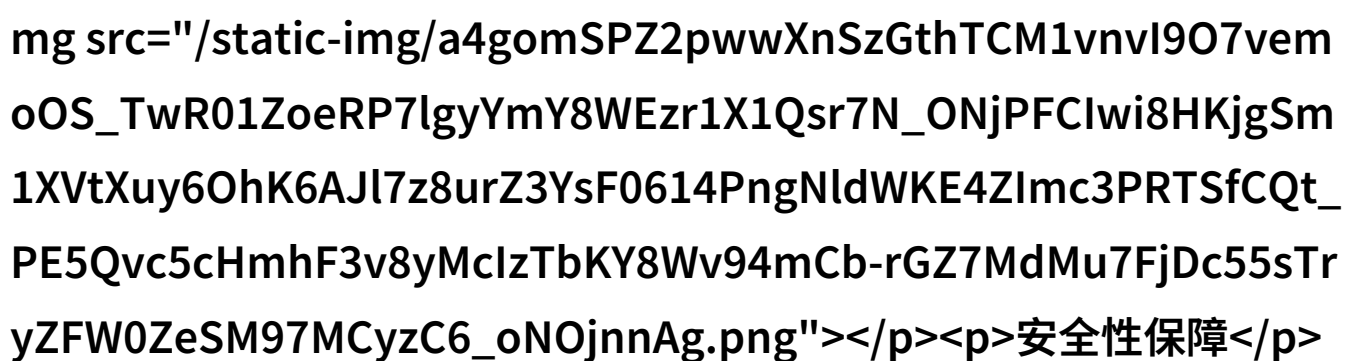 mg src="/static-img/a4gomSPZ2pwwXnSzGthTCM1vnvI9O7vem
oOS_TwR01ZoeRP7lgyYmY8WEzr1X1Qsr7N_ONjPFCIwi8HKjgSm
1XVtXuy6OhK6AJl7z8urZ3YsF0614PngNldWKE4ZImc3PRTSfCQt_
PE5Qvc5cHmhF3v8yMcIzTbKY8Wv94mCb-rGZ7MdMu7FjDc55sTr
yZFW0ZeSM97MCyzC6_oNOjnnAg.png"></p><p>安全性保障</p>